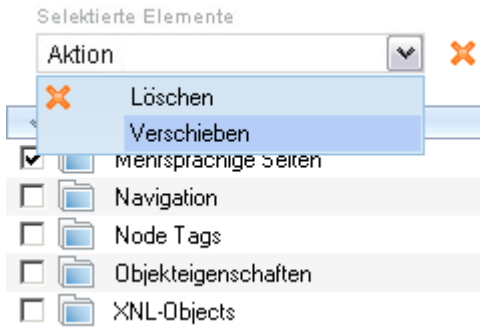 Selektierte Elemente
Aktion
Löschen
Verschieben
Mehrsprachige Seiten
Navigation
Node Tags
Objekteigenschaften
XNL-Objects